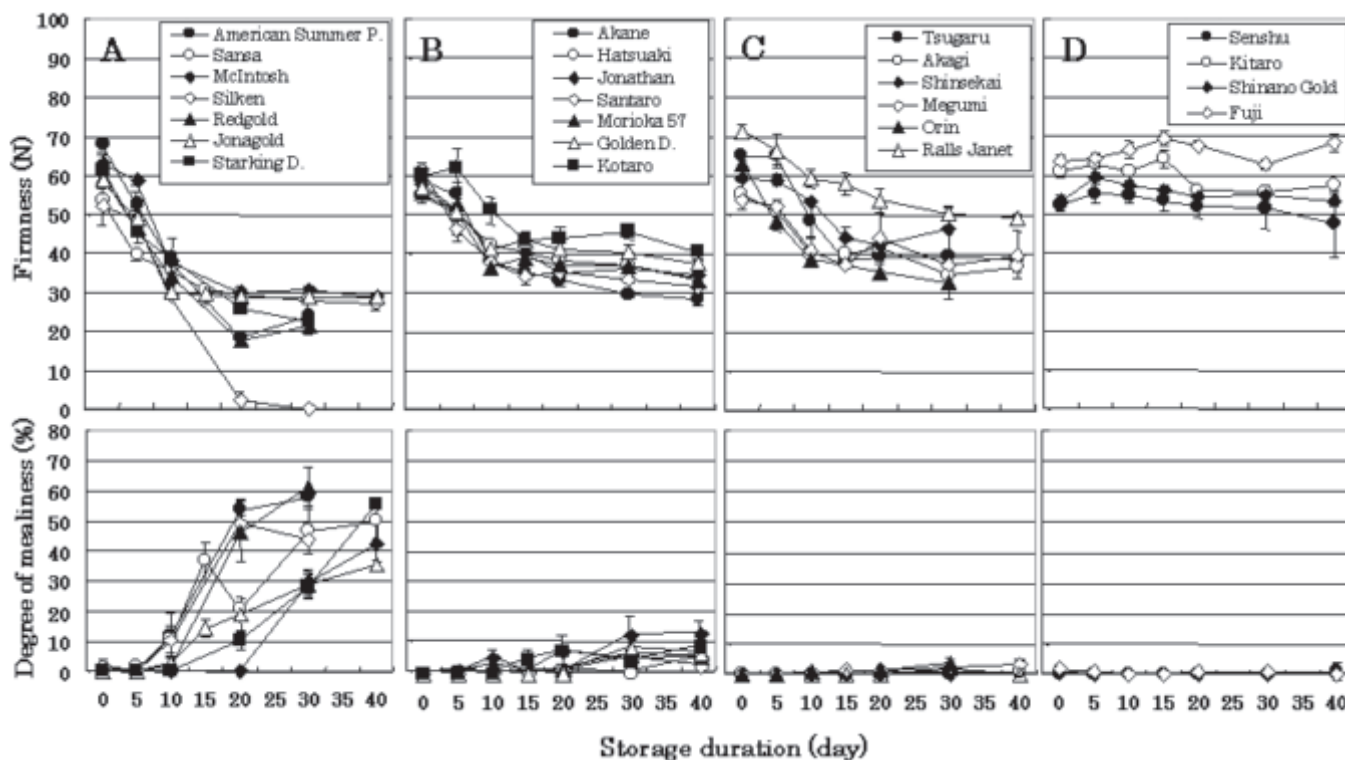 100
90
80
70
60
50
40
30
20
10
0
Firmness (N)
A
American Summer P.
Sansa
McIntosh
Silken
Redgold
Jonagold
Starking D.
B
Akane
Hatsuaki
Jonathan
Santaro
Morioka 57
Golden D.
Kotaro
C
Tsugaru
Akagi
Shinsekai
Megumi
Orin
Ralls Janet
D
Senshu
Kitaro
Shinano Gold
Fuji
80
70
60
50
40
30
20
10
0
Degree of mealiness (%)
0 5 10 15 20 25 30 35 40
0 5 10 15 20 25 30 35 40
0 5 10 15 20 25 30 35 40
0 5 10 15 20 25 30 35 40
Storage duration (day)